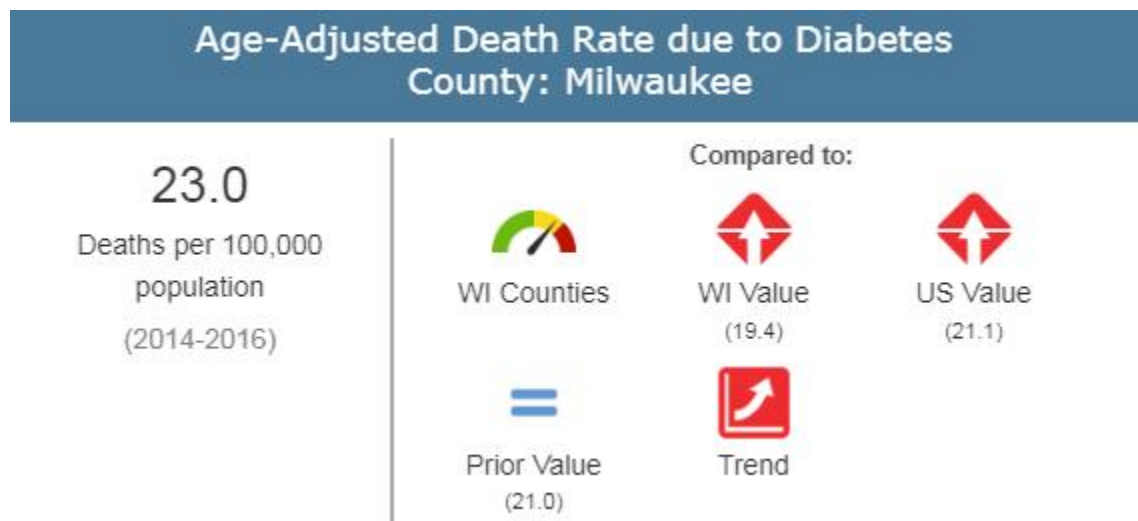 Age-Adjusted Death Rate due to Diabetes
County: Milwaukee
23.0
Deaths per 100,000
population
(2014-2016)
Compared to:
WI Counties
WI Value
(19.4)
US Value
(21.1)
Prior Value
(21.0)
Trend